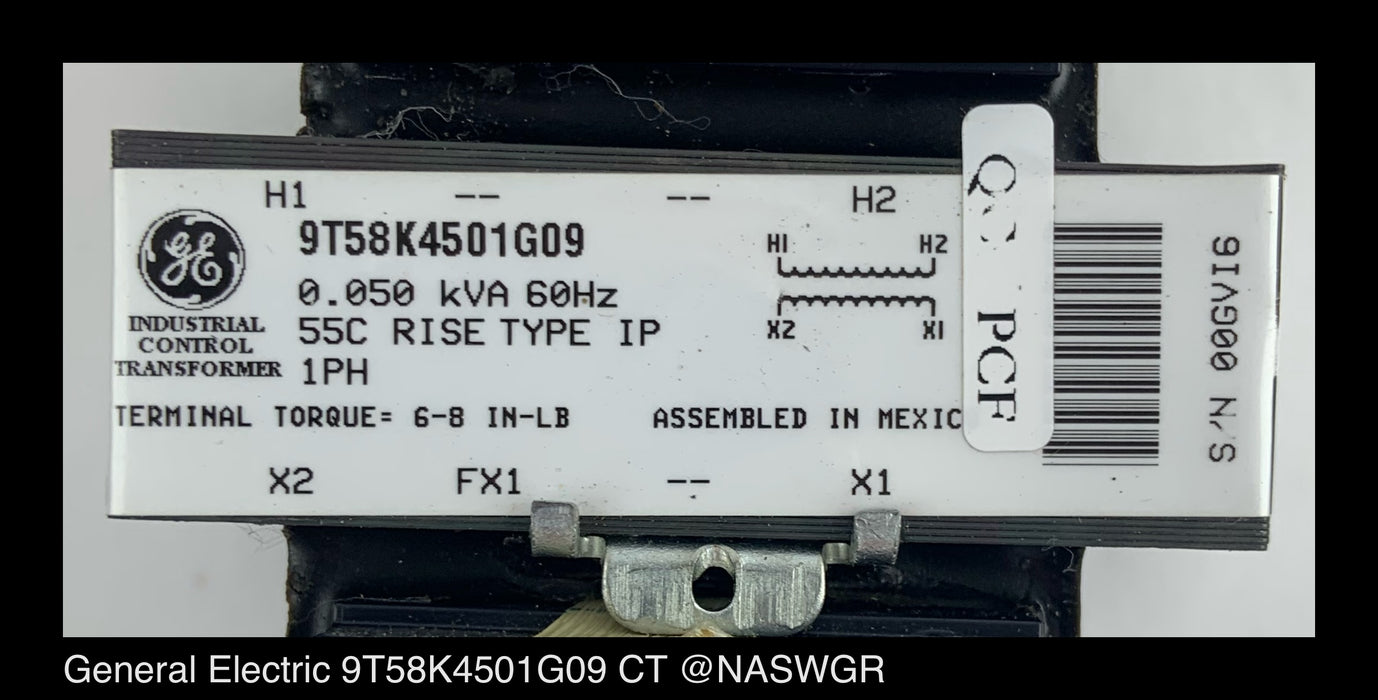 H1 -- -- H2
GE
INDUSTRIAL
CONTROL
TRANSFORMER
9T58K4501G09
0.050 kVA 60Hz
55C RISE TYPE IP
1PH
H1 H2
X2 X1
TERMINAL TORQUE= 6-8 IN-LB ASSEMBLED IN MEXIC
X2 FX1 -- X1
PCF
S/N 00GVI6
General Electric 9T58K4501G09 CT @NASWGR